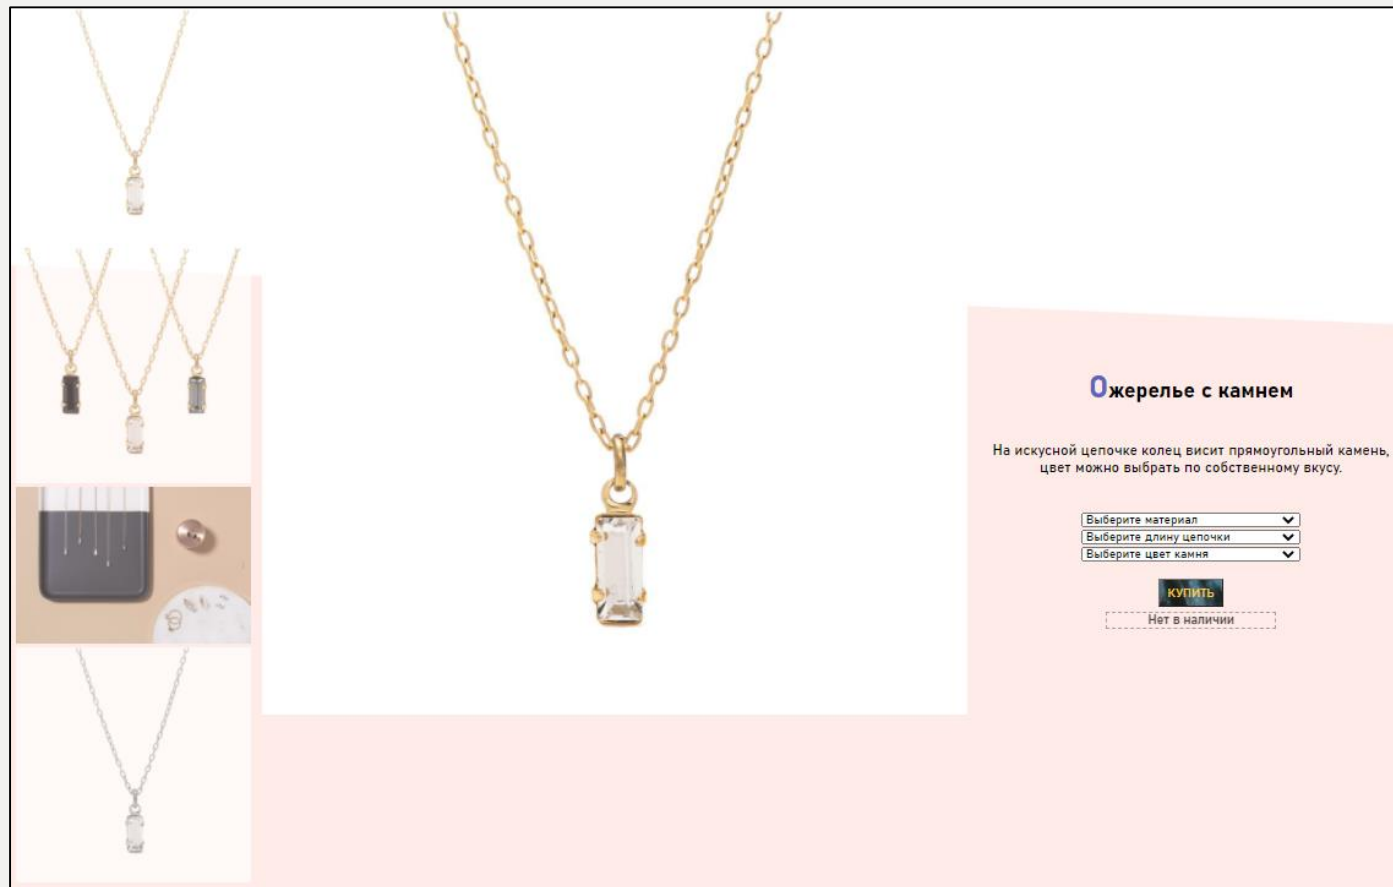 Ожерелье с камнем
На искусной цепочке колец висит прямоугольный камень,
цвет можно выбрать по собственному вкусу.
Выберите материал
Выберите длину цепочки
Выберите цвет камня
КУПИТЬ
Нет в наличии